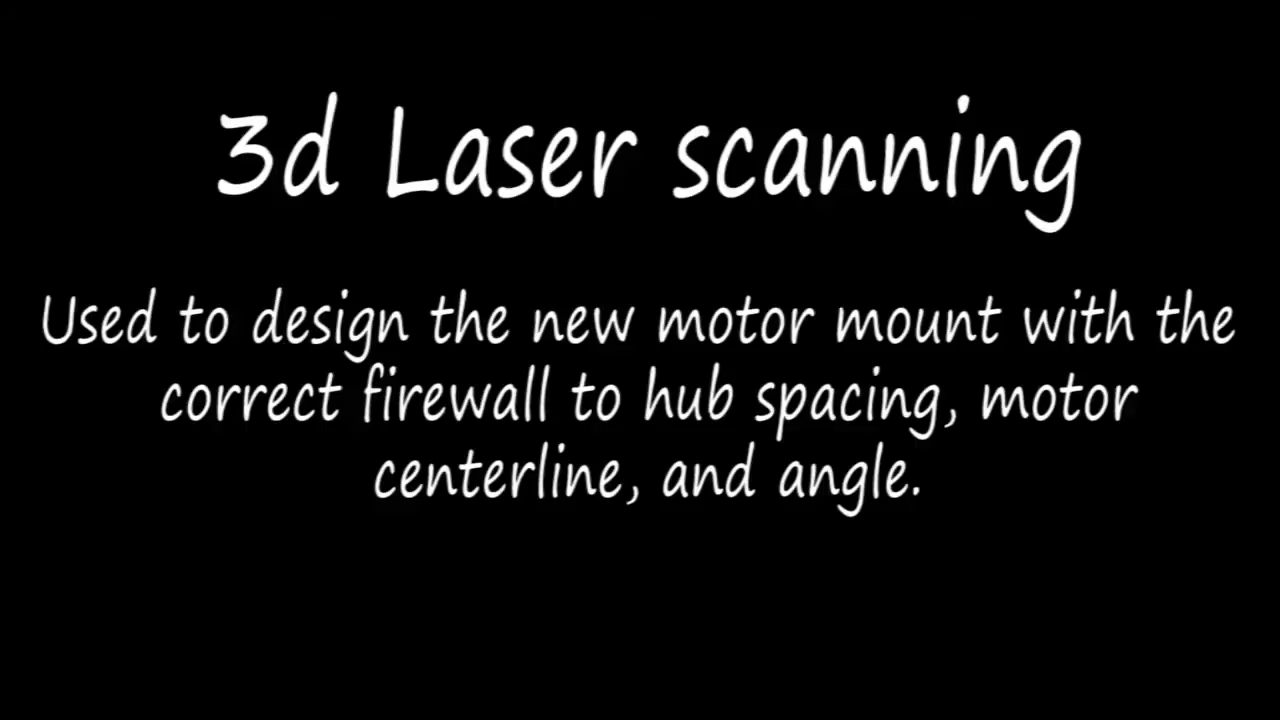 3d Laser scanning
Used to design the new motor mount with the
correct firewall to hub spacing, motor
centerline, and angle.